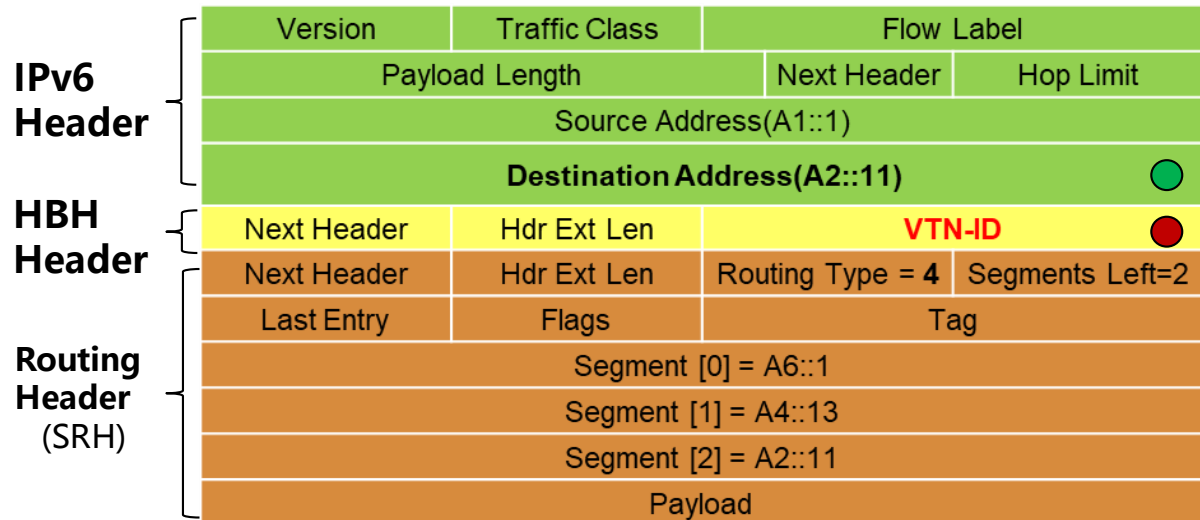 IPv6
Header
Version Traffic Class Flow Label
Payload Length Next Header Hop Limit
Source Address(A1::1)
Destination Address(A2::11)
HBH
Header
Next Header Hdr Ext Len VTN-ID
Routing
Header
(SRH)
Next Header Hdr Ext Len Routing Type = 4 Segments Left=2
Last Entry Flags Tag
Segment [0] = A6::1
Segment [1] = A4::13
Segment [2] = A2::11
Payload